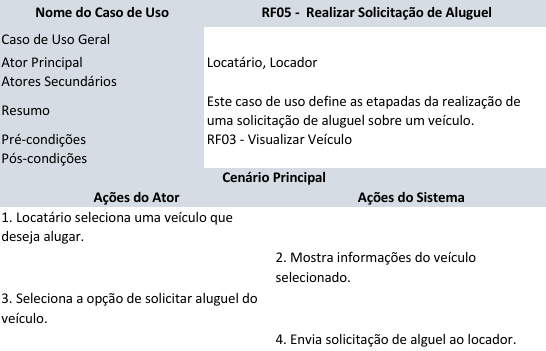 Nome do Caso de Uso RF05 - Realizar Solicitação de Aluguel
Caso de Uso Geral
Ator Principal Locatário, Locador
Atores Secundários
Resumo Este caso de uso define as etapadas da realização de
uma solicitação de aluguel sobre um veículo.
Pré-condições RF03 - Visualizar Veículo
Pós-condições
Cenário Principal
Ações do Ator Ações do Sistema
1. Locatário seleciona uma veículo que
deseja alugar.
2. Mostra informações do veículo
selecionado.
3. Seleciona a opção de solicitar aluguel do
veículo.
4. Envia solicitação de alguel ao locador.